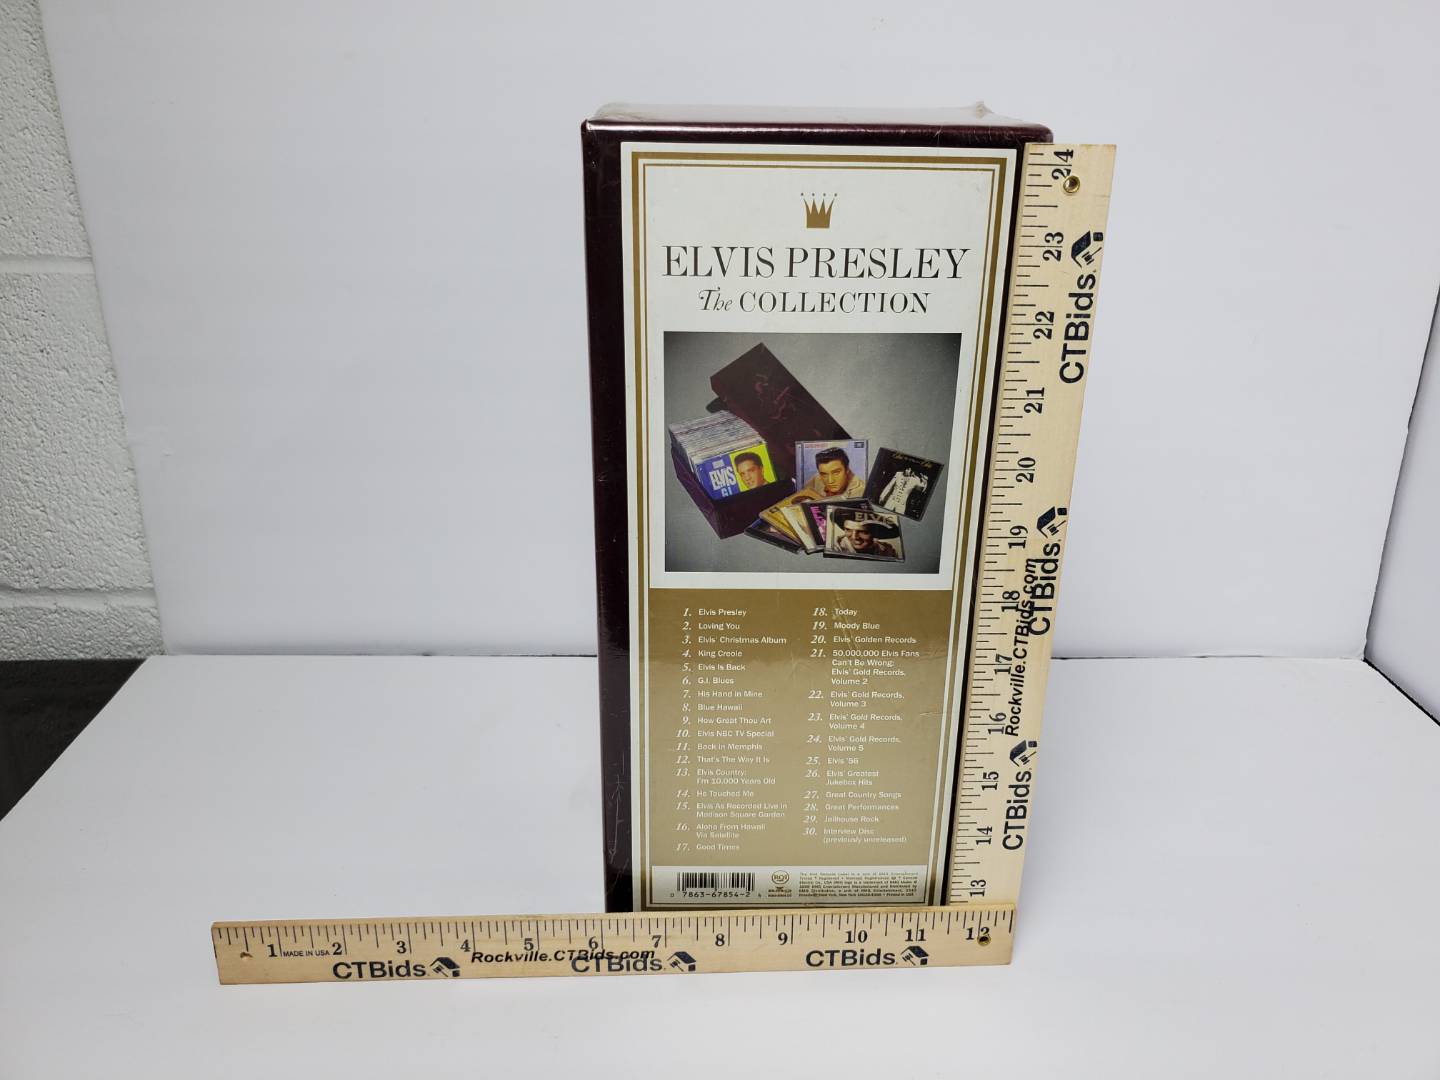 ELVIS PRESLEY
The COLLECTION
ELVIS
G.I.
ELVIS
1. Elvis Presley
2. Loving You
3. Elvis' Christmas Album
4. King Creole
5. Elvis Is Back
6. G.I. Blues
7. His Hand in Mine
8. Blue Hawaii
9. How Great Thou Art
10. Elvis NBC TV Special
11. Back in Memphis
12. That's The Way It Is
13. Elvis Country:
I'm 10,000 Years Old
14. He Touched Me
15. Elvis As Recorded Live in
Madison Square Garden
16. Aloha From Hawaii
Via Satellite
17. Good Times
18. Today
19. Moody Blue
20. Elvis' Golden Records
21. 50,000,000 Elvis Fans
Can't Be Wrong:
Elvis' Gold Records,
Volume 2
22. Elvis' Gold Records,
Volume 3
23. Elvis' Gold Records,
Volume 4
24. Elvis' Gold Records,
Volume 5
25. Elvis '56
26. Elvis' Greatest
Jukebox Hits
27. Great Country Songs
28. Great Performances
29. Jailhouse Rock
30. Interview Disc
(previously unreleased)
0 7863-67854-2 4
RCA
24
23
22
21
20
19
18
17
16
15
14
13
CTBids
CTBids
Rockville.CTBids.com
CTBids
1 2 3 4 5 6 7 8 9 10 11 12
MADE IN USA
Rockville.CTBids.com
CTBids CTBids CTBids